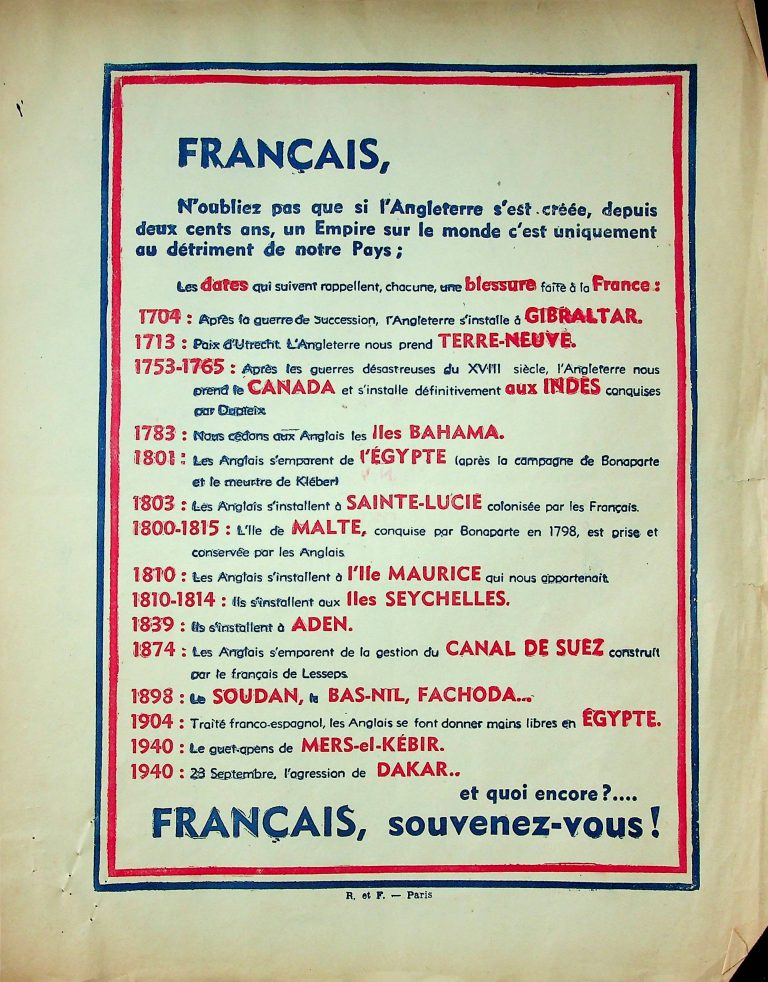 FRANÇAIS,
N'oubliez pas que si l'Angleterre s'est créée, depuis
deux cents ans, un Empire sur le monde c'est uniquement
au détriment de notre Pays ;
Les dates qui suivent rappellent, chacune, une blessure faite à la France :
1704 : Après la guerre de Succession, l'Angleterre s'installe à GIBRALTAR.
1713 : Paix d'Utrecht. L'Angleterre nous prend TERRE-NEUVE.
1753-1765 : Après les guerres désastreuses du XVIII siècle, l'Angleterre nous
prend le CANADA et s'installe définitivement aux INDES conquises
par Dupleix
1783 : Nous cédons aux Anglais les Iles BAHAMA.
1801 : Les Anglais s'emparent de l'ÉGYPTE (après la campagne de Bonaparte
et le meurtre de Kléber)
1803 : Les Anglais s'installent à SAINTE-LUCIE colonisée par les Français.
1800-1815 : L'Ile de MALTE, conquise par Bonaparte en 1798, est prise et
conservée par les Anglais
1810 : Les Anglais s'installent à l'Ile MAURICE qui nous appartenait.
1810-1814 : Ils s'installent aux Iles SEYCHELLES.
1839 : Ils s'installent à ADEN.
1874 : Les Anglais s'emparent de la gestion du CANAL DE SUEZ construit
par le français de Lesseps
1898 : Le SOUDAN, le BAS-NIL, FACHODA...
1904 : Traité franco-espagnol, les Anglais se font donner mains libres en ÉGYPTE.
1940 : Le guet-apens de MERS-el-KÉBIR.
1940 : 23 Septembre, l'agression de DAKAR..
et quoi encore ?....
FRANÇAIS, souvenez-vous !
R. et F. — Paris